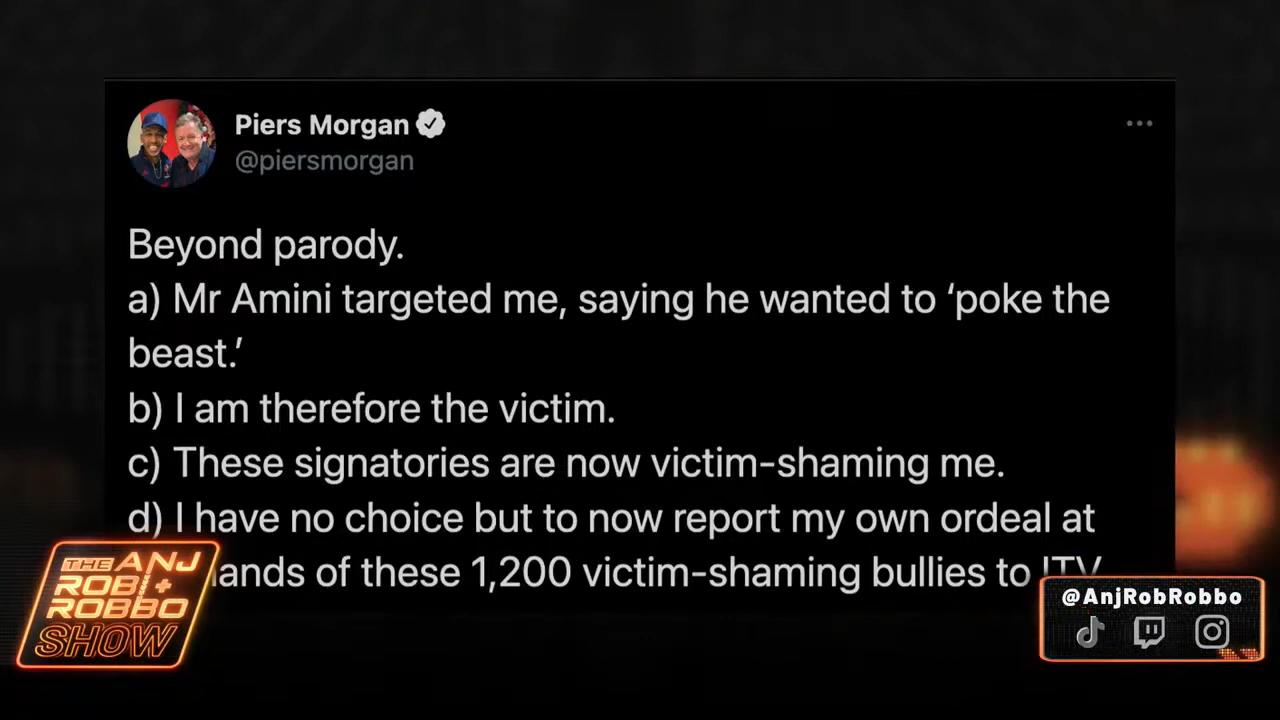 Piers Morgan
@piersmorgan
Beyond parody.
a) Mr Amini targeted me, saying he wanted to ‘poke the
beast.’
b) I am therefore the victim.
c) These signatories are now victim-shaming me.
d) I have no choice but to now report my own ordeal at
of these 1,200 victim-shaming bullies to ITV
THE ANJ
ROB +
ROBBO
SHOW
@AnjRobRobbo